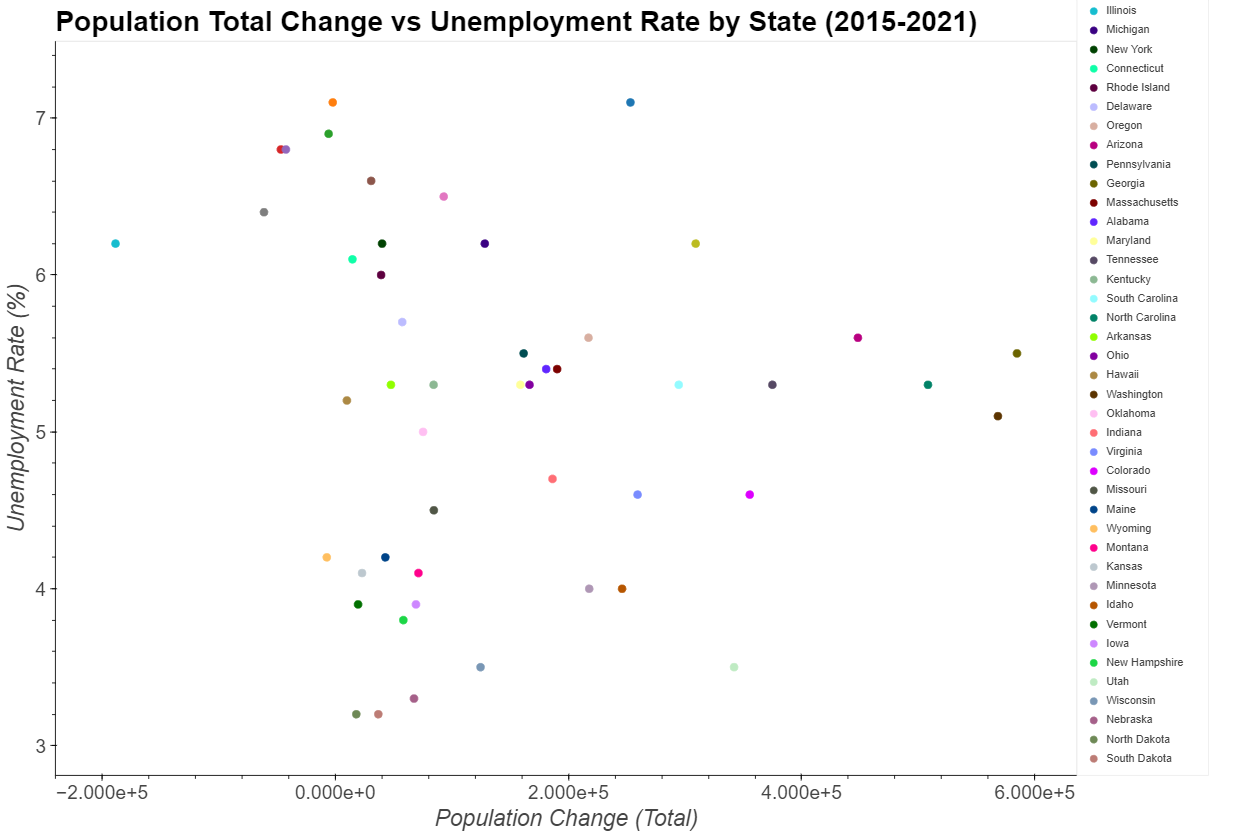 Population Total Change vs Unemployment Rate by State (2015-2021)
Unemployment Rate (%)
7
6
5
4
3
−2.000e+5
0.000e+0
2.000e+5
4.000e+5
6.000e+5
Population Change (Total)
Illinois
Michigan
New York
Connecticut
Rhode Island
Delaware
Oregon
Arizona
Pennsylvania
Georgia
Massachusetts
Alabama
Maryland
Tennessee
Kentucky
South Carolina
North Carolina
Arkansas
Ohio
Hawaii
Washington
Oklahoma
Indiana
Virginia
Colorado
Missouri
Maine
Wyoming
Montana
Kansas
Minnesota
Idaho
Vermont
Iowa
New Hampshire
Utah
Wisconsin
Nebraska
North Dakota
South Dakota